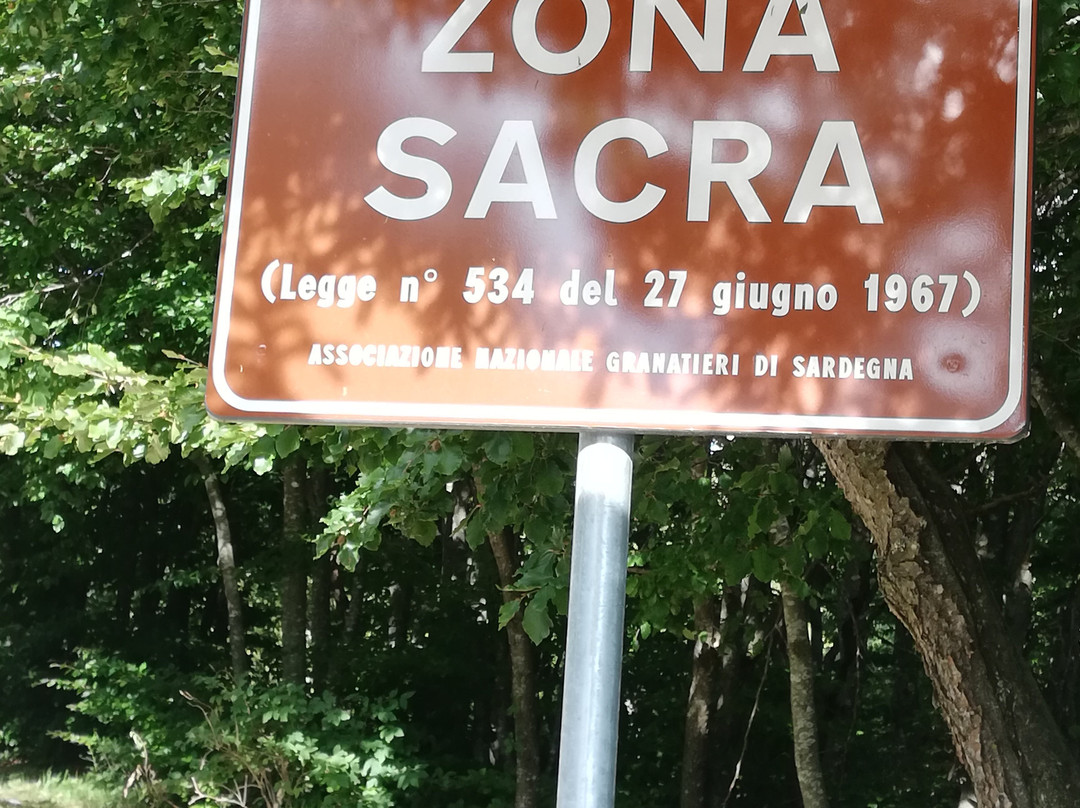 ZONA
SACRA
(Legge n° 534 del 27 giugno 1967)
ASSOCIAZIONE NAZIONALE GRANATIERI DI SARDEGNA